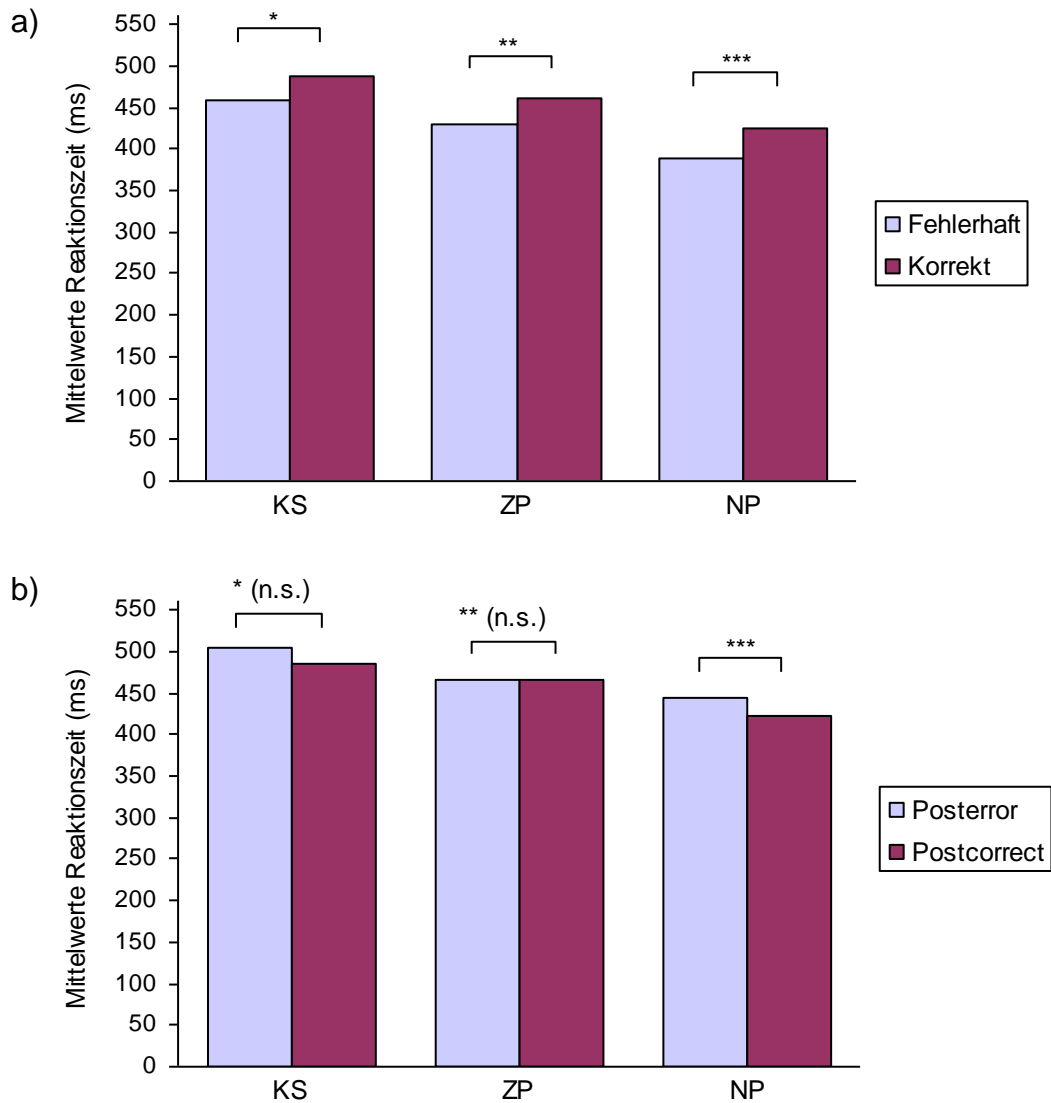 a)
Mittelwerte Reaktionszeit (ms)
550
500
450
400
350
300
250
200
150
100
50
0
*
**
***
KS
ZP
NP
Fehlerhaft
Korrekt
b)
Mittelwerte Reaktionszeit (ms)
550
500
450
400
350
300
250
200
150
100
50
0
* (n.s.)
** (n.s.)
***
KS
ZP
NP
Posterror
Postcorrect